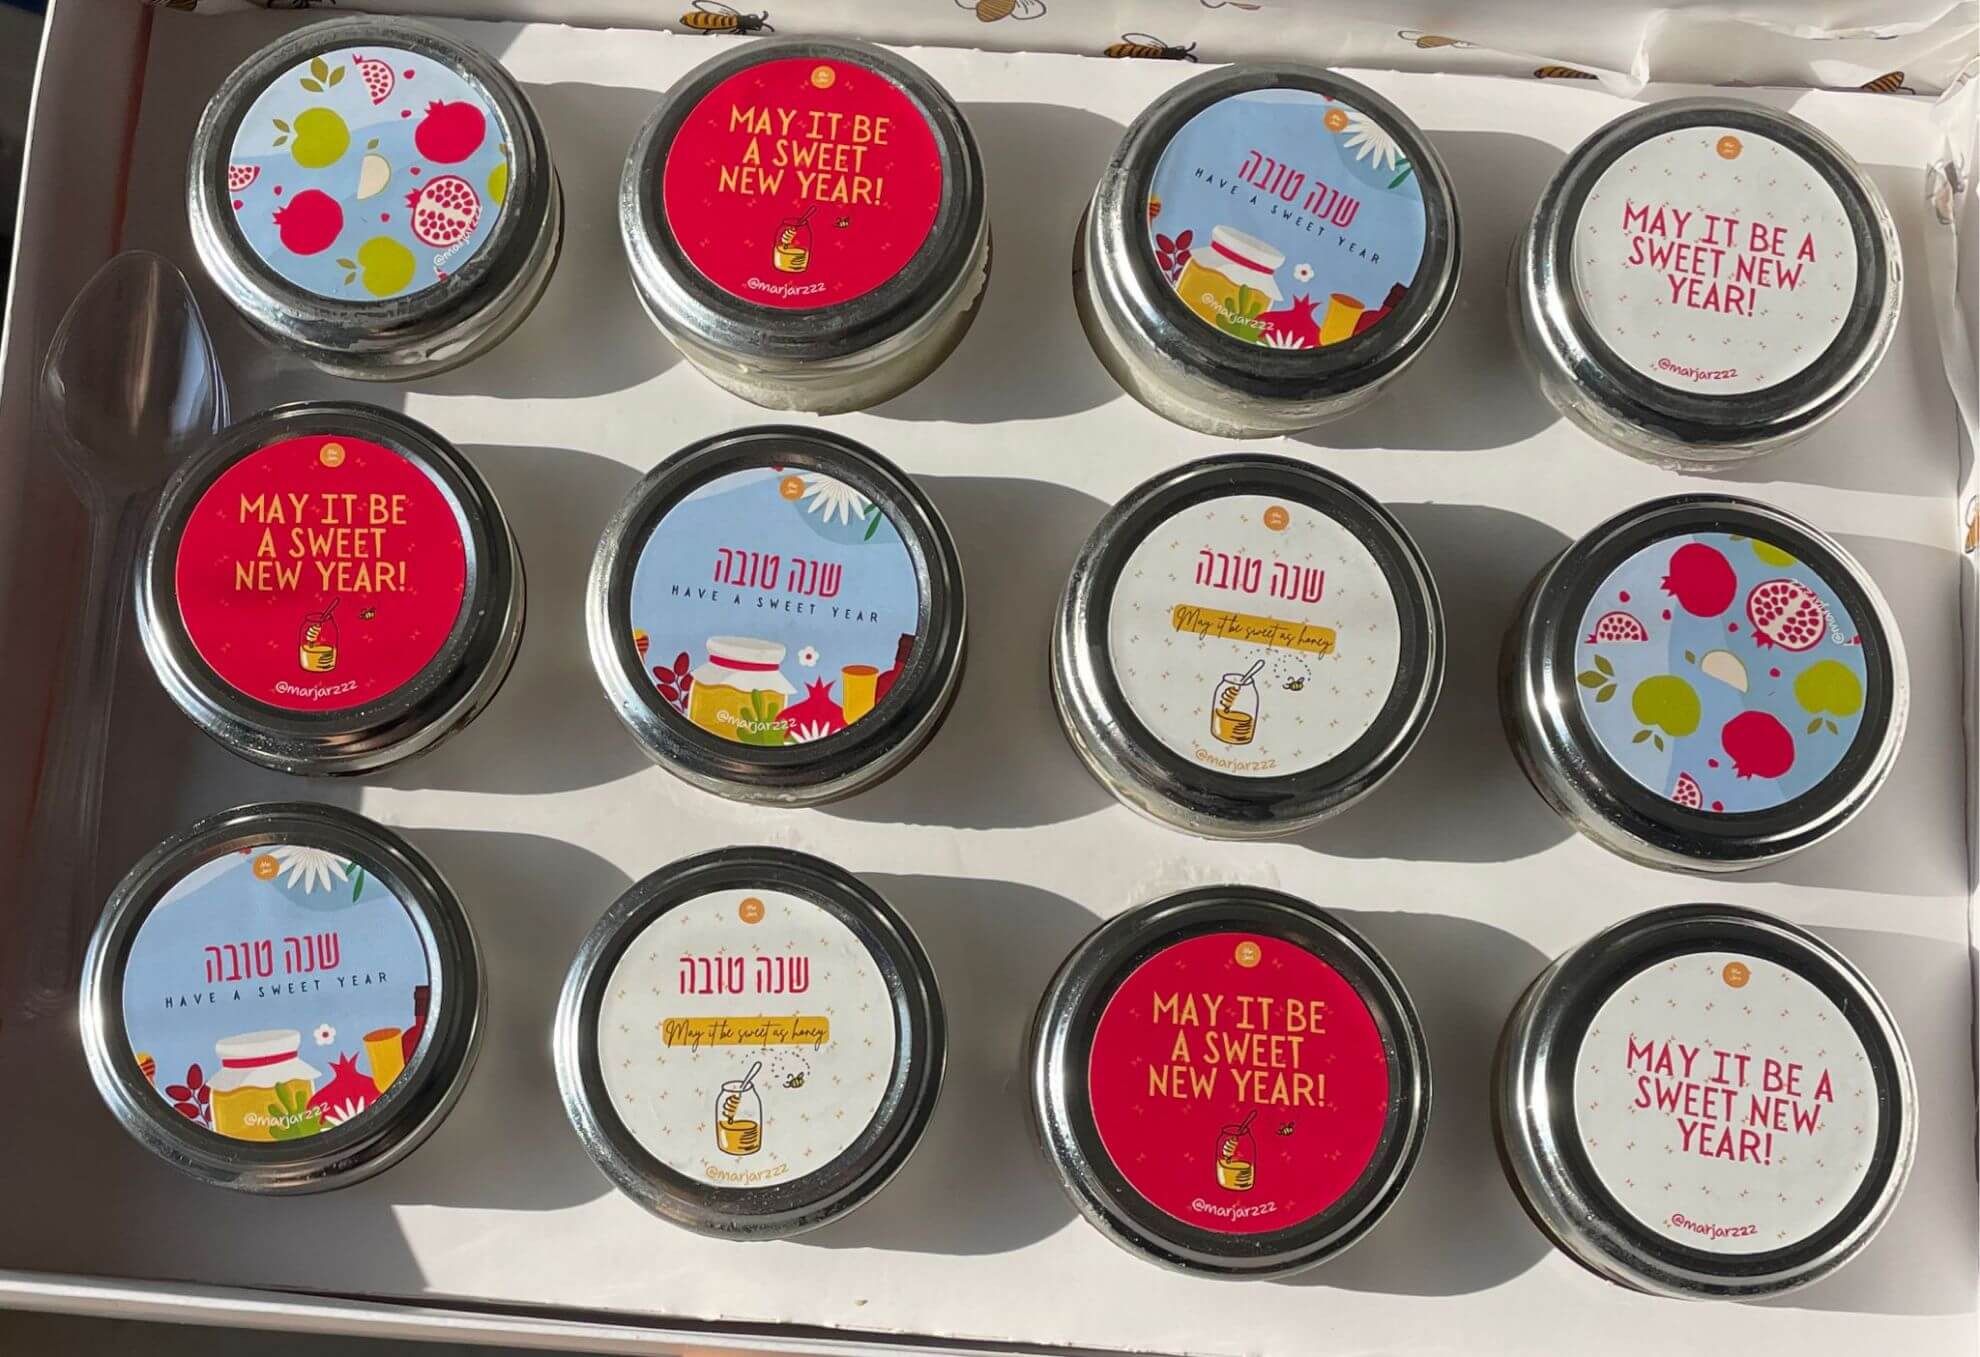 @marjarzzz
MAY IT BE
A SWEET
NEW YEAR!
@marjarzzz
שנה טובה
HAVE A SWEET YEAR
@marjarzzz
MAY IT BE A
SWEET NEW
YEAR!
@marjarzzz
MAY IT BE
A SWEET
NEW YEAR!
@marjarzzz
שנה טובה
HAVE A SWEET YEAR
@marjarzzz
שנה טובה
May it be sweet as honey
@marjarzzz
@marjarzzz
שנה טובה
HAVE A SWEET YEAR
@marjarzzz
שנה טובה
May it be sweet as honey
@marjarzzz
MAY IT BE
A SWEET
NEW YEAR!
@marjarzzz
MAY IT BE A
SWEET NEW
YEAR!
@marjarzzz